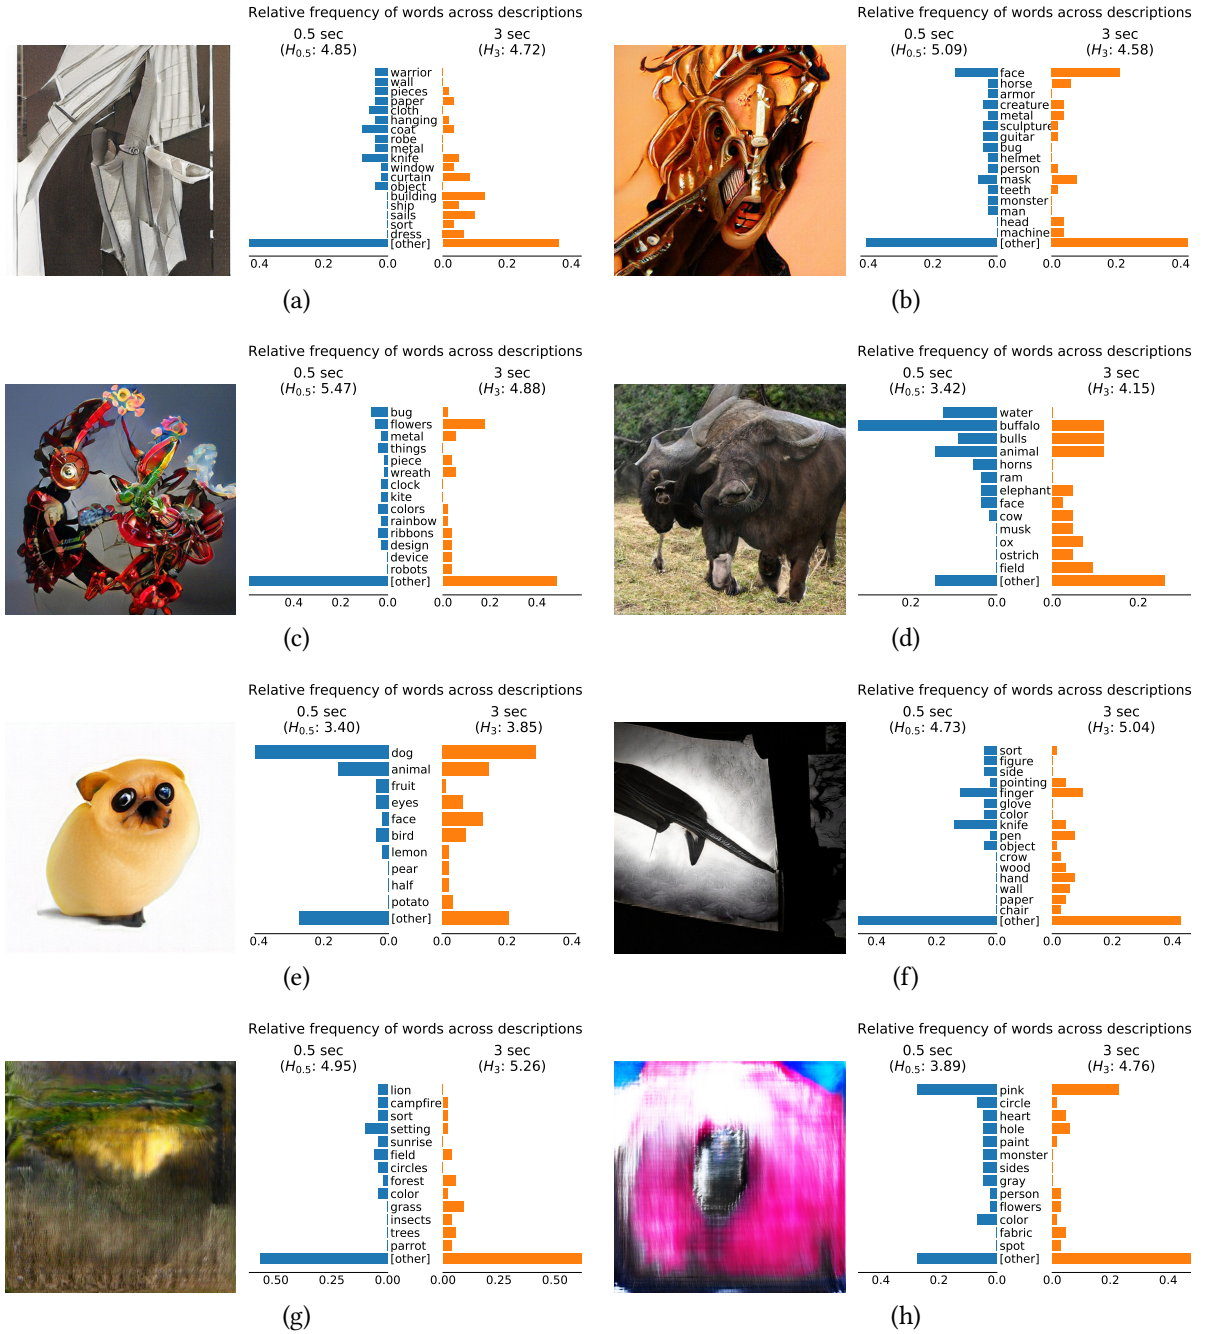 Relative frequency of words across descriptions
0.5 sec
(H0.5: 4.85)
3 sec
(H3: 4.72)
warrior
wall
pieces
paper
cloth
hanging
coat
robe
metal
knife
window
curtain
object
building
ship
sails
sort
dress
[other]
0.4 0.2 0.0 0.0 0.2 0.4
(a)
Relative frequency of words across descriptions
0.5 sec
(H0.5: 5.09)
3 sec
(H3: 4.58)
face
horse
armor
creature
metal
sculpture
guitar
bug
helmet
person
mask
teeth
monster
man
head
machine
[other]
0.4 0.2 0.0 0.0 0.2 0.4
(b)
Relative frequency of words across descriptions
0.5 sec
(H0.5: 5.47)
3 sec
(H3: 4.88)
bug
flowers
metal
things
piece
wreath
clock
kite
colors
rainbow
ribbons
design
device
robots
[other]
0.4 0.2 0.0 0.0 0.2 0.4
(c)
Relative frequency of words across descriptions
0.5 sec
(H0.5: 3.42)
3 sec
(H3: 4.15)
water
buffalo
bulls
animal
horns
ram
elephant
face
cow
musk
ox
ostrich
field
[other]
0.2 0.0 0.0 0.2
(d)
Relative frequency of words across descriptions
0.5 sec
(H0.5: 3.40)
3 sec
(H3: 3.85)
dog
animal
fruit
eyes
face
bird
lemon
pear
half
potato
[other]
0.4 0.2 0.0 0.0 0.2 0.4
(e)
Relative frequency of words across descriptions
0.5 sec
(H0.5: 4.73)
3 sec
(H3: 5.04)
sort
figure
side
pointing
finger
glove
color
knife
pen
object
crow
wood
hand
wall
paper
chair
[other]
0.4 0.2 0.0 0.0 0.2 0.4
(f)
Relative frequency of words across descriptions
0.5 sec
(H0.5: 4.95)
3 sec
(H3: 5.26)
lion
campfire
sort
setting
sunrise
field
circles
forest
color
grass
insects
trees
parrot
[other]
0.50 0.25 0.00 0.00 0.25 0.50
(g)
Relative frequency of words across descriptions
0.5 sec
(H0.5: 3.89)
3 sec
(H3: 4.76)
pink
circle
heart
hole
paint
monster
sides
gray
person
flowers
color
fabric
spot
[other]
0.4 0.2 0.0 0.0 0.2 0.4
(h)